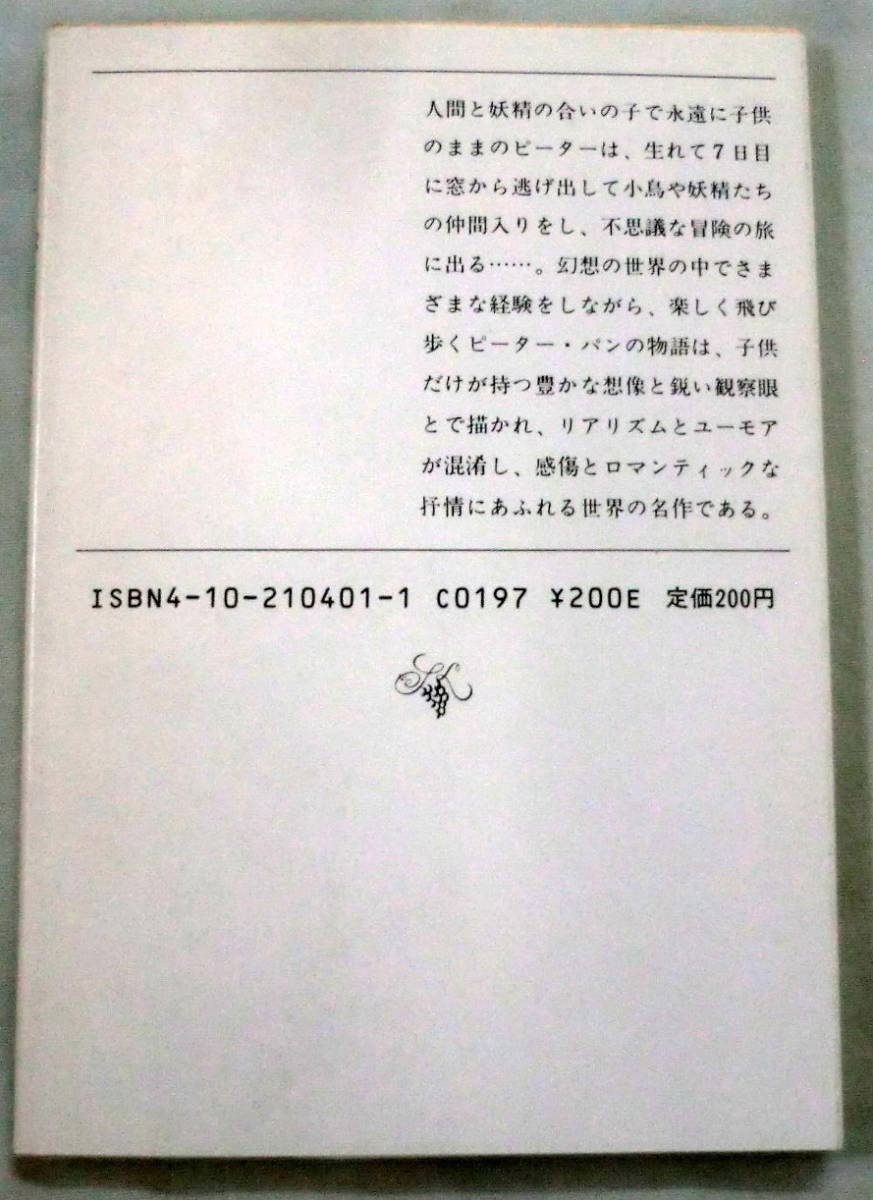 人間と妖精の合いの子で永遠に子供
のままのピーターは、生れて7日目
に窓から逃げ出して小鳥や妖精たち
の仲間入りをし、不思議な冒険の旅
に出る……。幻想の世界の中でさま
ざまな経験をしながら、楽しく飛び
歩くピーター・パンの物語は、子供
だけが持つ豊かな想像と鋭い観察眼
とで描かれ、リアリズムとユーモア
が混淆し、感傷とロマンティックな
抒情にあふれる世界の名作である。
ISBN4-10-210401-1 C0197 ¥200E 定価200円
SK